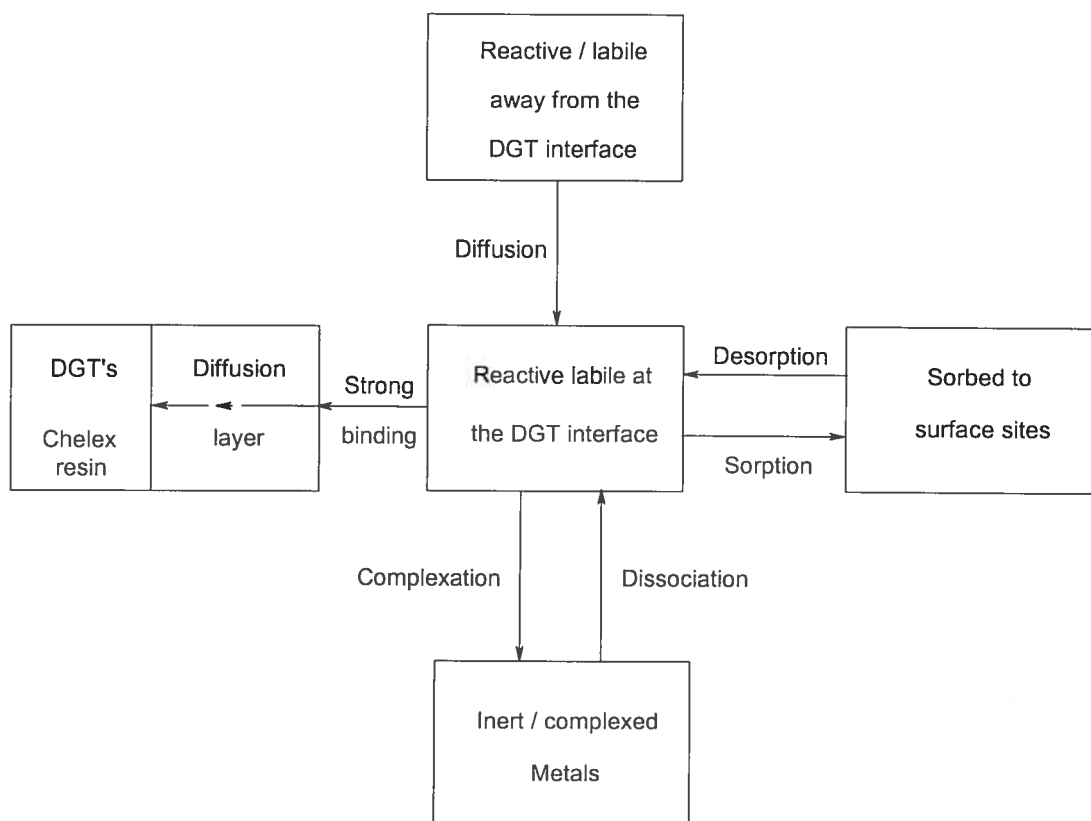 Reactive / labile
away from the
DGT interface
Diffusion
DGT's
Chelex
resin
Diffusion
layer
Strong
binding
Reactive labile at
the DGT interface
Desorption
Sorption
Sorbed to
surface sites
Complexation
Dissociation
Inert / complexed
Metals